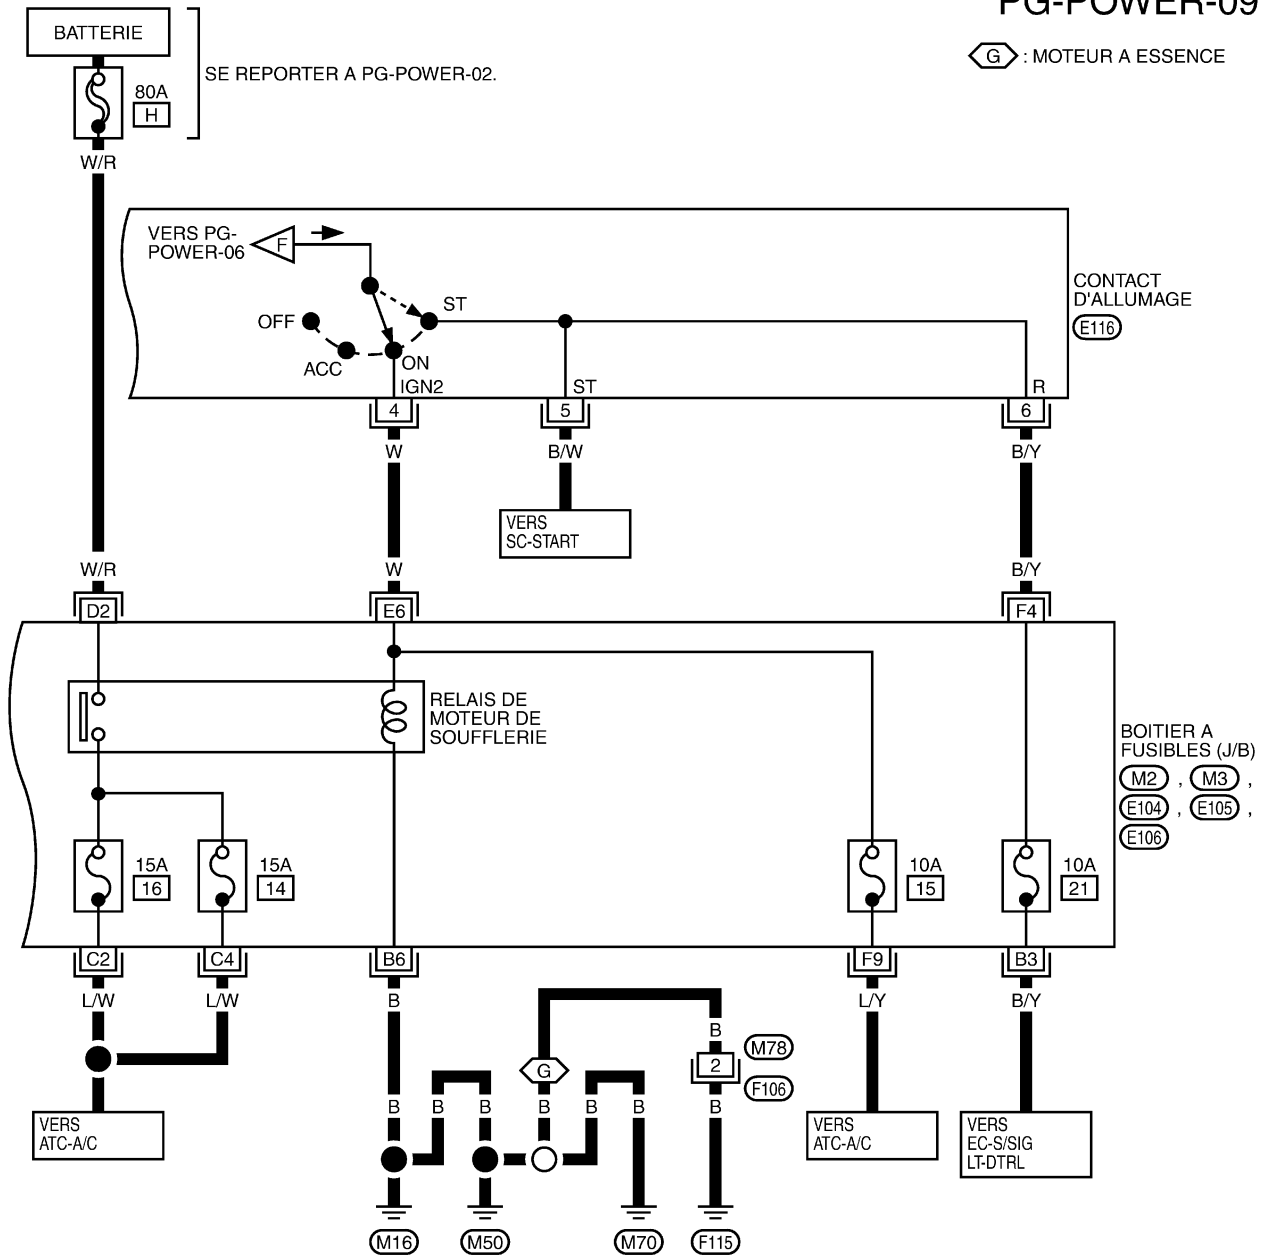 PG-POWER-09
BATTERIE
G : MOTEUR A ESSENCE
SE REPORTER A PG-POWER-02.
80A
H
W/R
VERS PG-
POWER-06
F
ST
OFF
ACC
ON
IGN2
ST
R
CONTACT
D'ALLUMAGE
E116
4
5
6
W
B/W
B/Y
VERS
SC-START
W/R
W
B/Y
D2
E6
F4
RELAIS DE
MOTEUR DE
SOUFFLERIE
BOITIER A
FUSIBLES (J/B)
M2 , M3 ,
E104 , E105 ,
E106
15A
16
15A
14
10A
15
10A
21
C2
C4
B6
F9
B3
L/W
L/W
B
L/Y
B/Y
B
M78
2
F106
G
B
B
B
B
B
B
B
VERS
ATC-A/C
VERS
ATC-A/C
VERS
EC-S/SIG
LT-DTRL
M16
M50
M70
F115